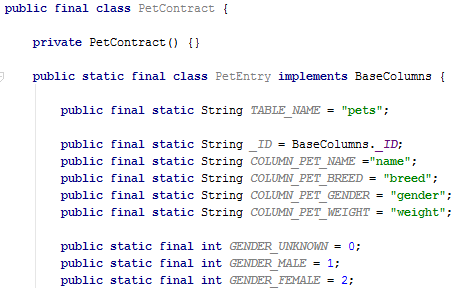 public final class PetContract {
private PetContract() {}
public static final class PetEntry implements BaseColumns {
public final static String TABLE_NAME = "pets";
public final static String _ID = BaseColumns._ID;
public final static String COLUMN_PET_NAME ="name";
public final static String COLUMN_PET_BREED = "breed";
public final static String COLUMN_PET_GENDER = "gender";
public final static String COLUMN_PET_WEIGHT = "weight";
public static final int GENDER_UNKNOWN = 0;
public static final int GENDER_MALE = 1;
public static final int GENDER_FEMALE = 2;